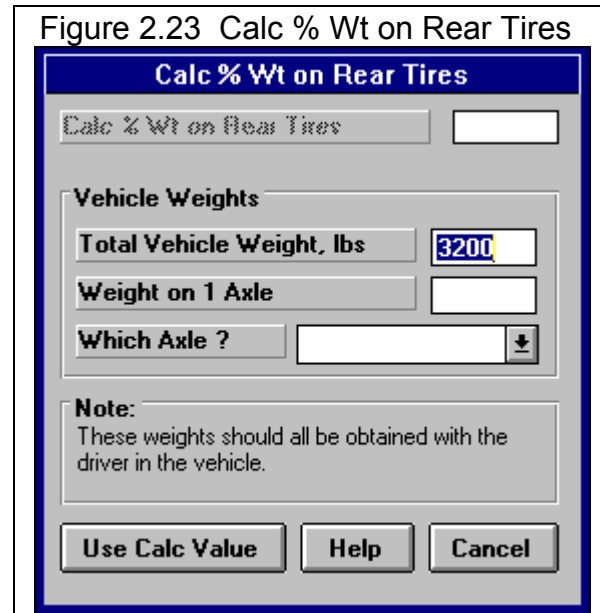 Figure 2.23  Calc % Wt on Rear Tires
Calc % Wt on Rear Tires
Calc % Wt on Rear Tires
Vehicle Weights
Total Vehicle Weight, lbs 3200
Weight on 1 Axle
Which Axle ?
Note:
These weights should all be obtained with the
driver in the vehicle.
Use Calc Value Help Cancel